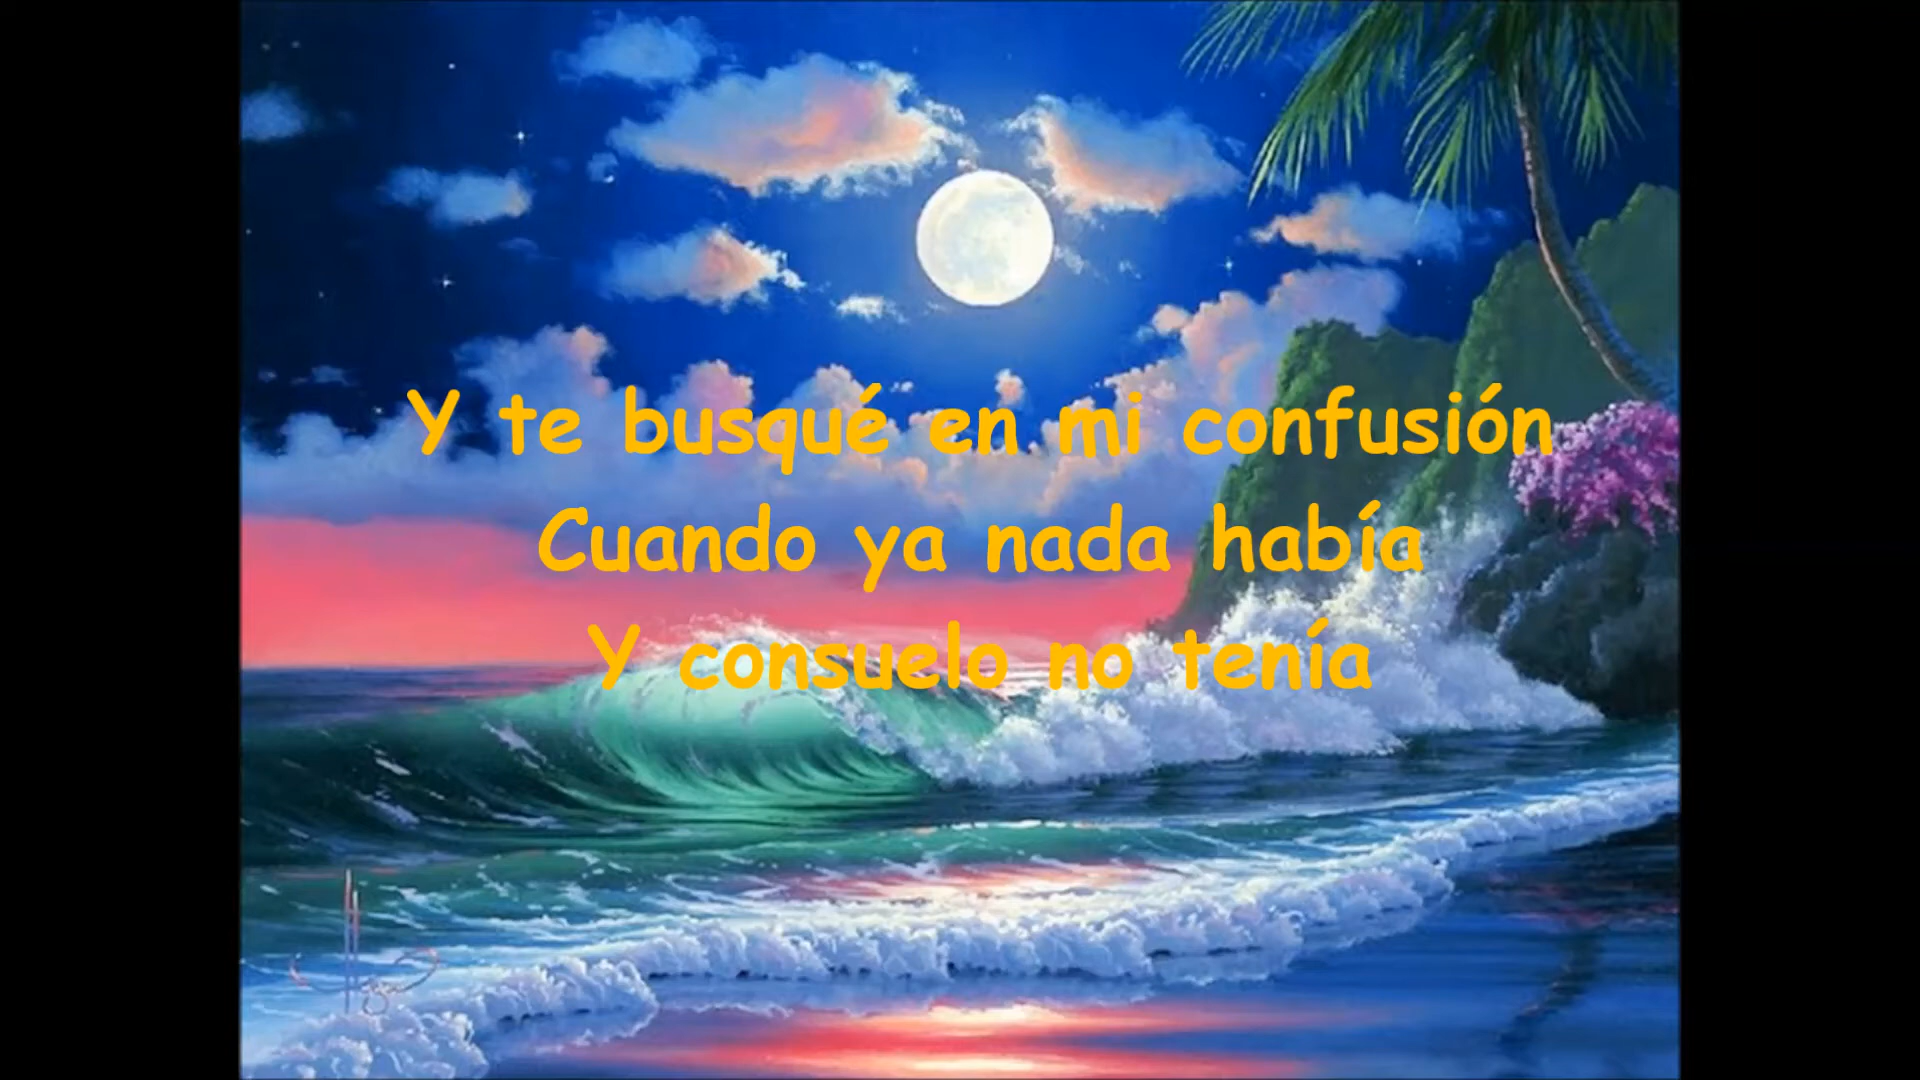 Y te busqué en mi confusión
Cuando ya nada había
Y consuelo no tenía